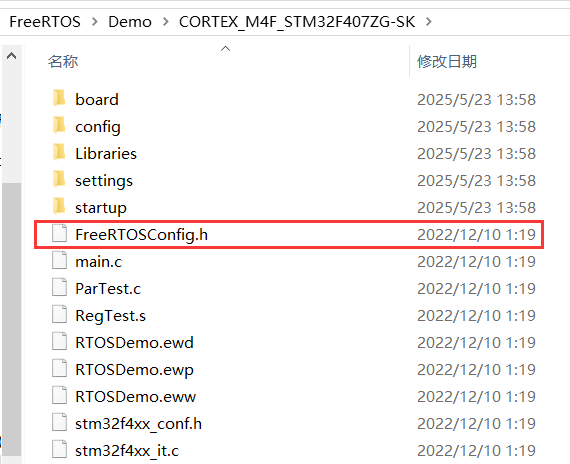 FreeRTOS > Demo > CORTEX_M4F_STM32F407ZG-SK >
名称 修改日期
board 2025/5/23 13:58
config 2025/5/23 13:58
Libraries 2025/5/23 13:58
settings 2025/5/23 13:58
startup 2025/5/23 13:58
FreeRTOSConfig.h 2022/12/10 1:19
main.c 2022/12/10 1:19
ParTest.c 2022/12/10 1:19
RegTest.s 2022/12/10 1:19
RTOSDemo.ewd 2022/12/10 1:19
RTOSDemo.ewp 2022/12/10 1:19
RTOSDemo.eww 2022/12/10 1:19
stm32f4xx_conf.h 2022/12/10 1:19
stm32f4xx_it.c 2022/12/10 1:19